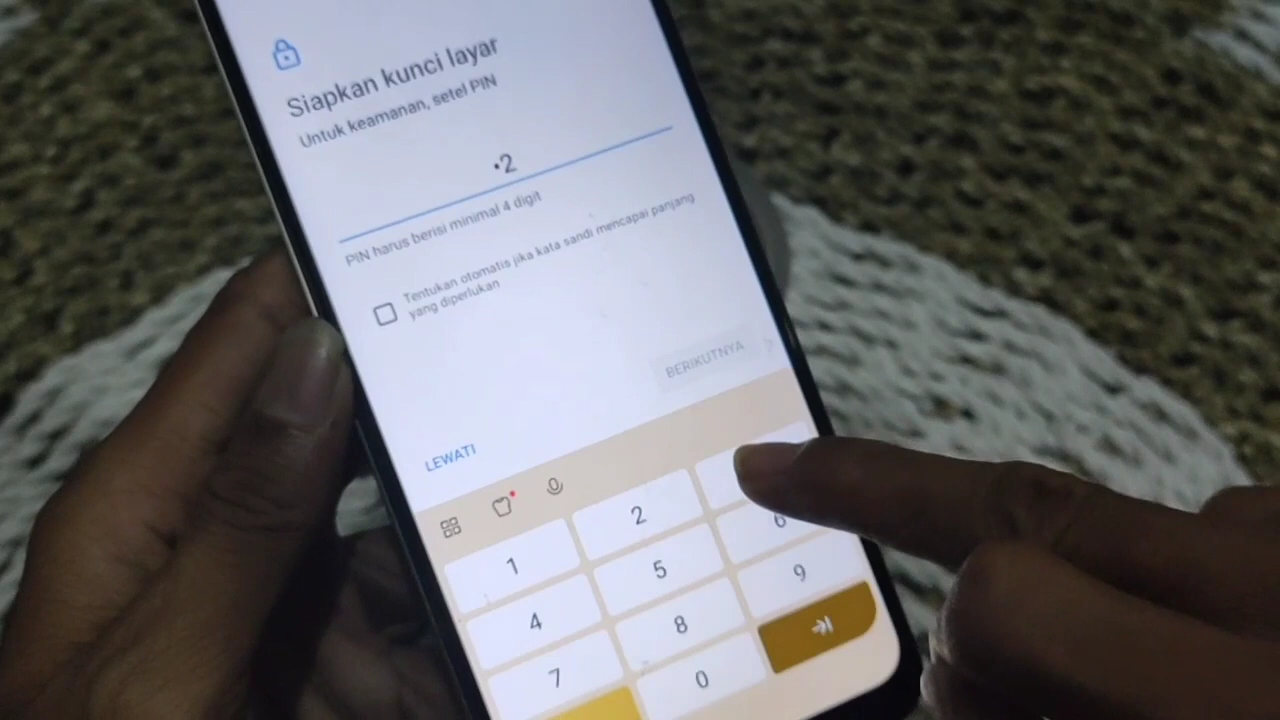 Siapkan kunci layar
Untuk keamanan, setel PIN
•2
PIN harus berisi minimal 4 digit
Tentukan otomatis jika kata sandi mencapai panjang
yang diperlukan
BERIKUTNYA
LEWATI
1 2
4 5 6
7 8 9
0